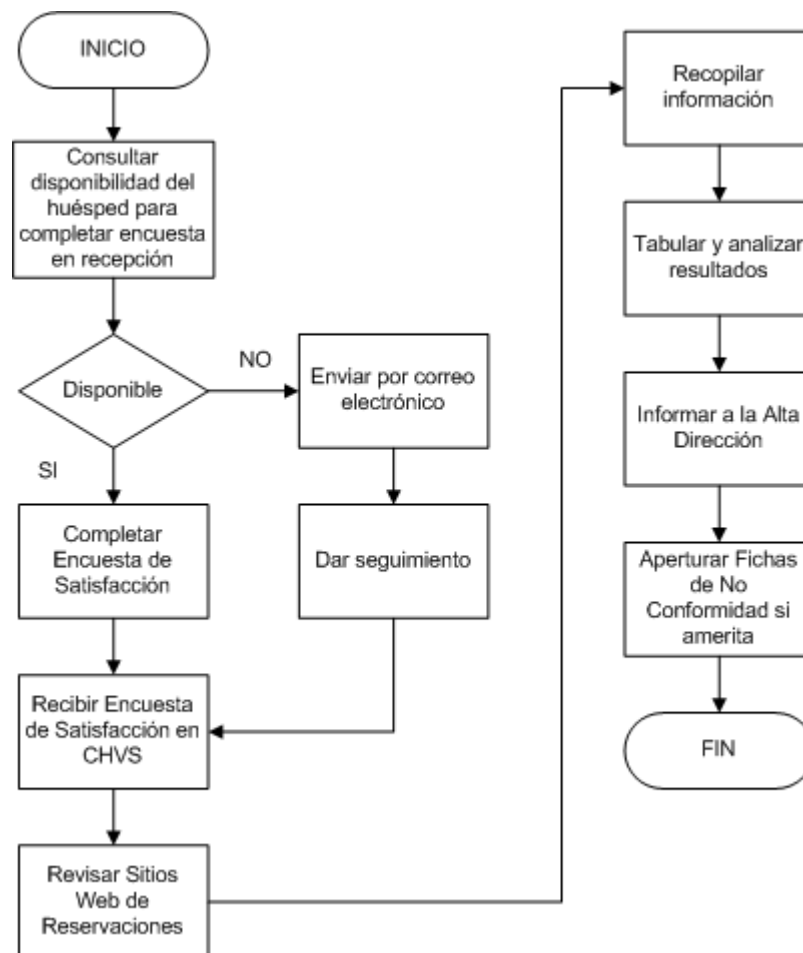 INICIO
Consultar
disponibilidad del
huésped para
completar encuesta
en recepción
Disponible
NO
Enviar por correo
electrónico
SI
Completar
Encuesta de
Satisfacción
Dar seguimiento
Recibir Encuesta
de Satisfacción en
CHVS
Revisar Sitios
Web de
Reservaciones
Recopilar
información
Tabular y analizar
resultados
Informar a la Alta
Dirección
Aperturar Fichas
de No
Conformidad si
amerita
FIN